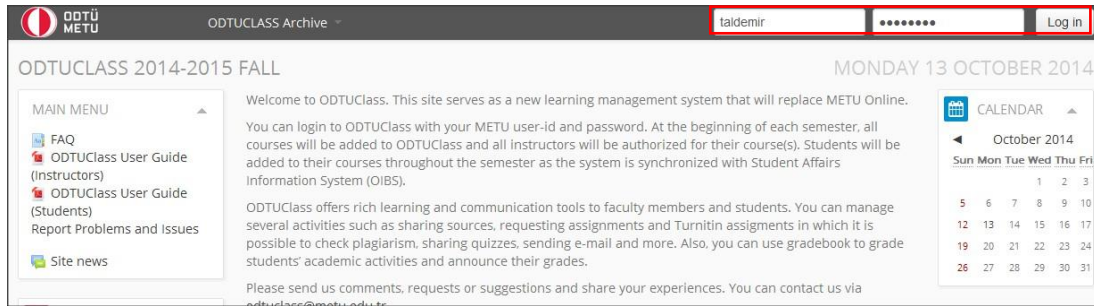 ODTÜ
METU
ODTUCLASS Archive
taldemir
••••••••
Log in
ODTUCLASS 2014-2015 FALL
MONDAY 13 OCTOBER 2014
MAIN MENU
FAQ
ODTUClass User Guide
(Instructors)
ODTUClass User Guide
(Students)
Report Problems and Issues
Site news
Welcome to ODTUClass. This site serves as a new learning management system that will replace METU Online.
You can login to ODTUClass with your METU user-id and password. At the beginning of each semester, all
courses will be added to ODTUClass and all instructors will be authorized for their course(s). Students will be
added to their courses throughout the semester as the system is synchronized with Student Affairs
Information System (OIBS).
ODTUClass offers rich learning and communication tools to faculty members and students. You can manage
several activities such as sharing sources, requesting assignments and Turnitin assigments in which it is
possible to check plagiarism, sharing quizzes, sending e-mail and more. Also, you can use gradebook to grade
students' academic activities and announce their grades.
Please send us comments, requests or suggestions and share your experiences. You can contact us via
odtuclass@metu.edu.tr
CALENDAR
October 2014
Sun Mon Tue Wed Thu Fri
1 2 3
5 6 7 8 9 10
12 13 14 15 16 17
19 20 21 22 23 24
26 27 28 29 30 31